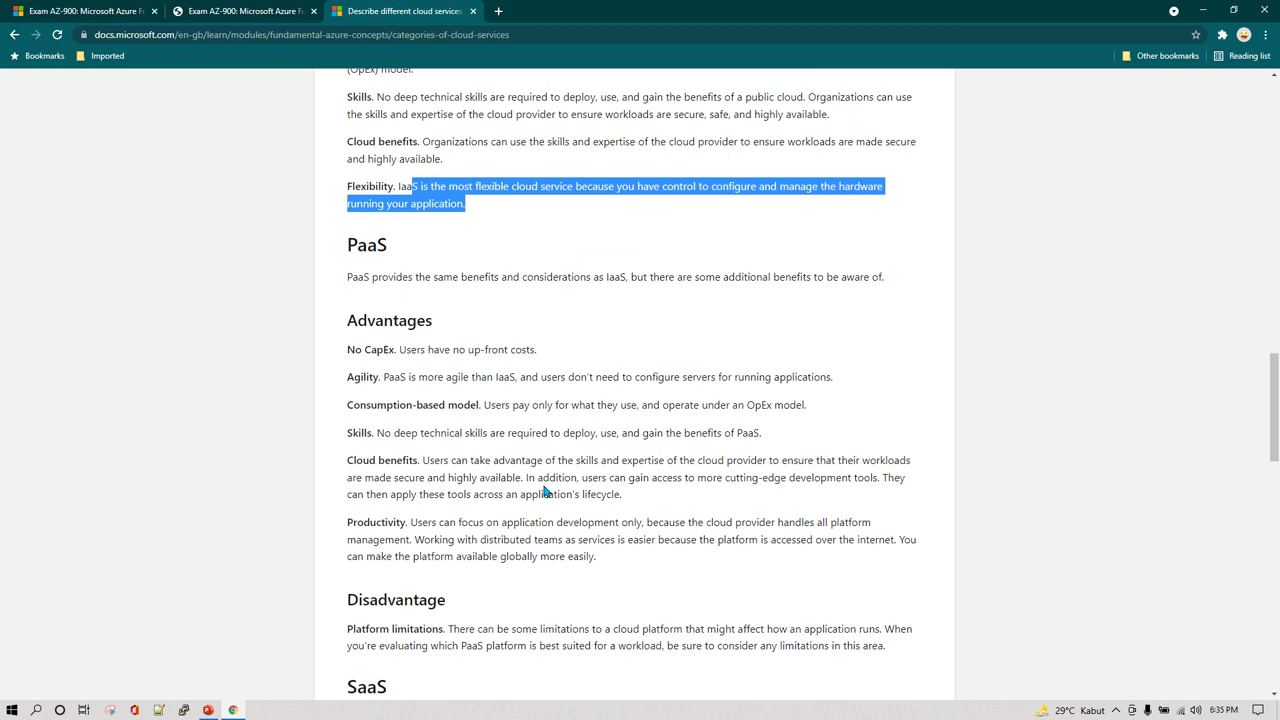 Exam AZ-900: Microsoft Azure Fu
Exam AZ-900: Microsoft Azure Fu
Describe different cloud services
docs.microsoft.com/en-gb/learn/modules/fundamental-azure-concepts/categories-of-cloud-services
Bookmarks
Imported
Other bookmarks
Reading list
(OpEx) model.
Skills. No deep technical skills are required to deploy, use, and gain the benefits of a public cloud. Organizations can use
the skills and expertise of the cloud provider to ensure workloads are secure, safe, and highly available.
Cloud benefits. Organizations can use the skills and expertise of the cloud provider to ensure workloads are made secure
and highly available.
Flexibility. IaaS is the most flexible cloud service because you have control to configure and manage the hardware
running your application.
PaaS
PaaS provides the same benefits and considerations as IaaS, but there are some additional benefits to be aware of.
Advantages
No CapEx. Users have no up-front costs.
Agility. PaaS is more agile than IaaS, and users don't need to configure servers for running applications.
Consumption-based model. Users pay only for what they use, and operate under an OpEx model.
Skills. No deep technical skills are required to deploy, use, and gain the benefits of PaaS.
Cloud benefits. Users can take advantage of the skills and expertise of the cloud provider to ensure that their workloads
are made secure and highly available. In addition, users can gain access to more cutting-edge development tools. They
can then apply these tools across an application's lifecycle.
Productivity. Users can focus on application development only, because the cloud provider handles all platform
management. Working with distributed teams as services is easier because the platform is accessed over the internet. You
can make the platform available globally more easily.
Disadvantage
Platform limitations. There can be some limitations to a cloud platform that might affect how an application runs. When
you're evaluating which PaaS platform is best suited for a workload, be sure to consider any limitations in this area.
SaaS
29°C Kabut
6:35 PM